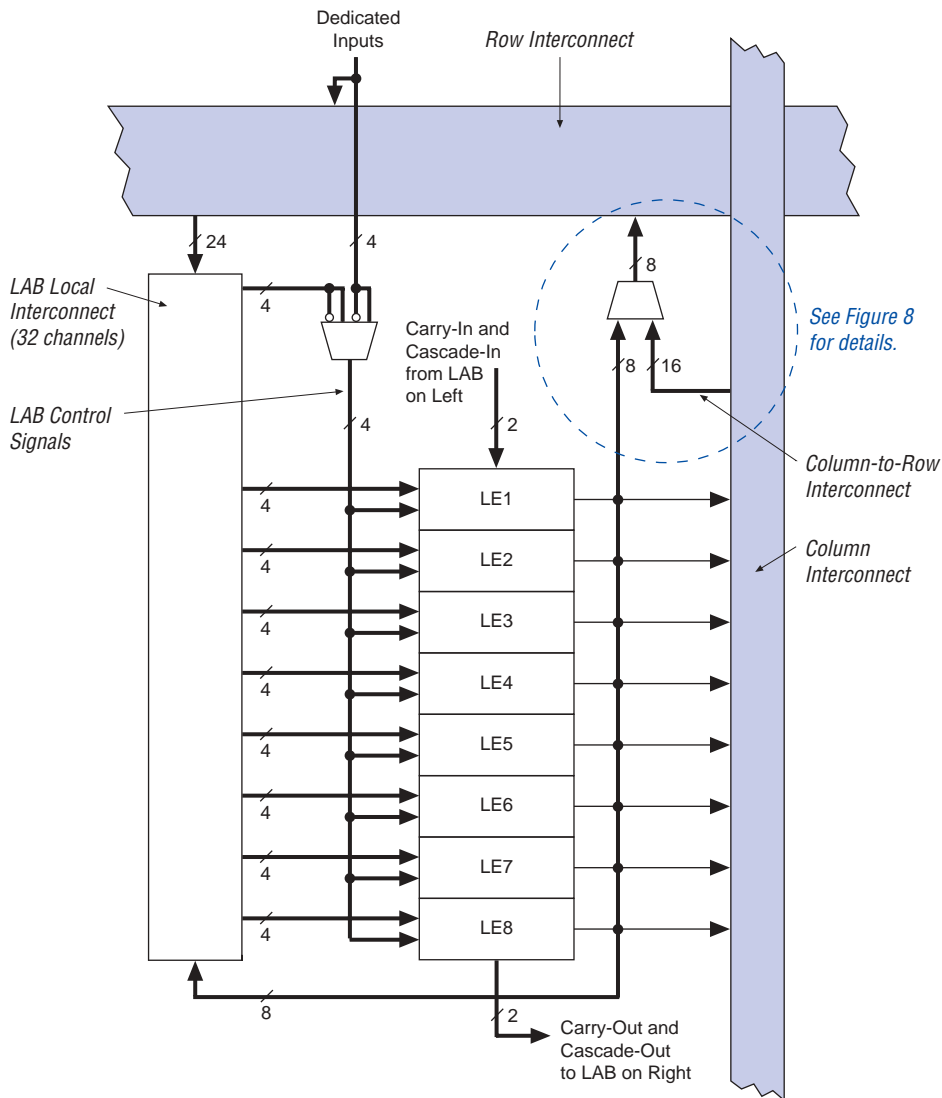 Dedicated
Inputs
Row Interconnect
24
4
8
LAB Local
Interconnect
(32 channels)
4
See Figure 8
for details.
Carry-In and
Cascade-In
from LAB
on Left
8
16
LAB Control
Signals
4
2
Column-to-Row
Interconnect
4
LE1
4
LE2
Column
Interconnect
4
LE3
4
LE4
4
LE5
4
LE6
4
LE7
4
LE8
8
2
Carry-Out and
Cascade-Out
to LAB on Right